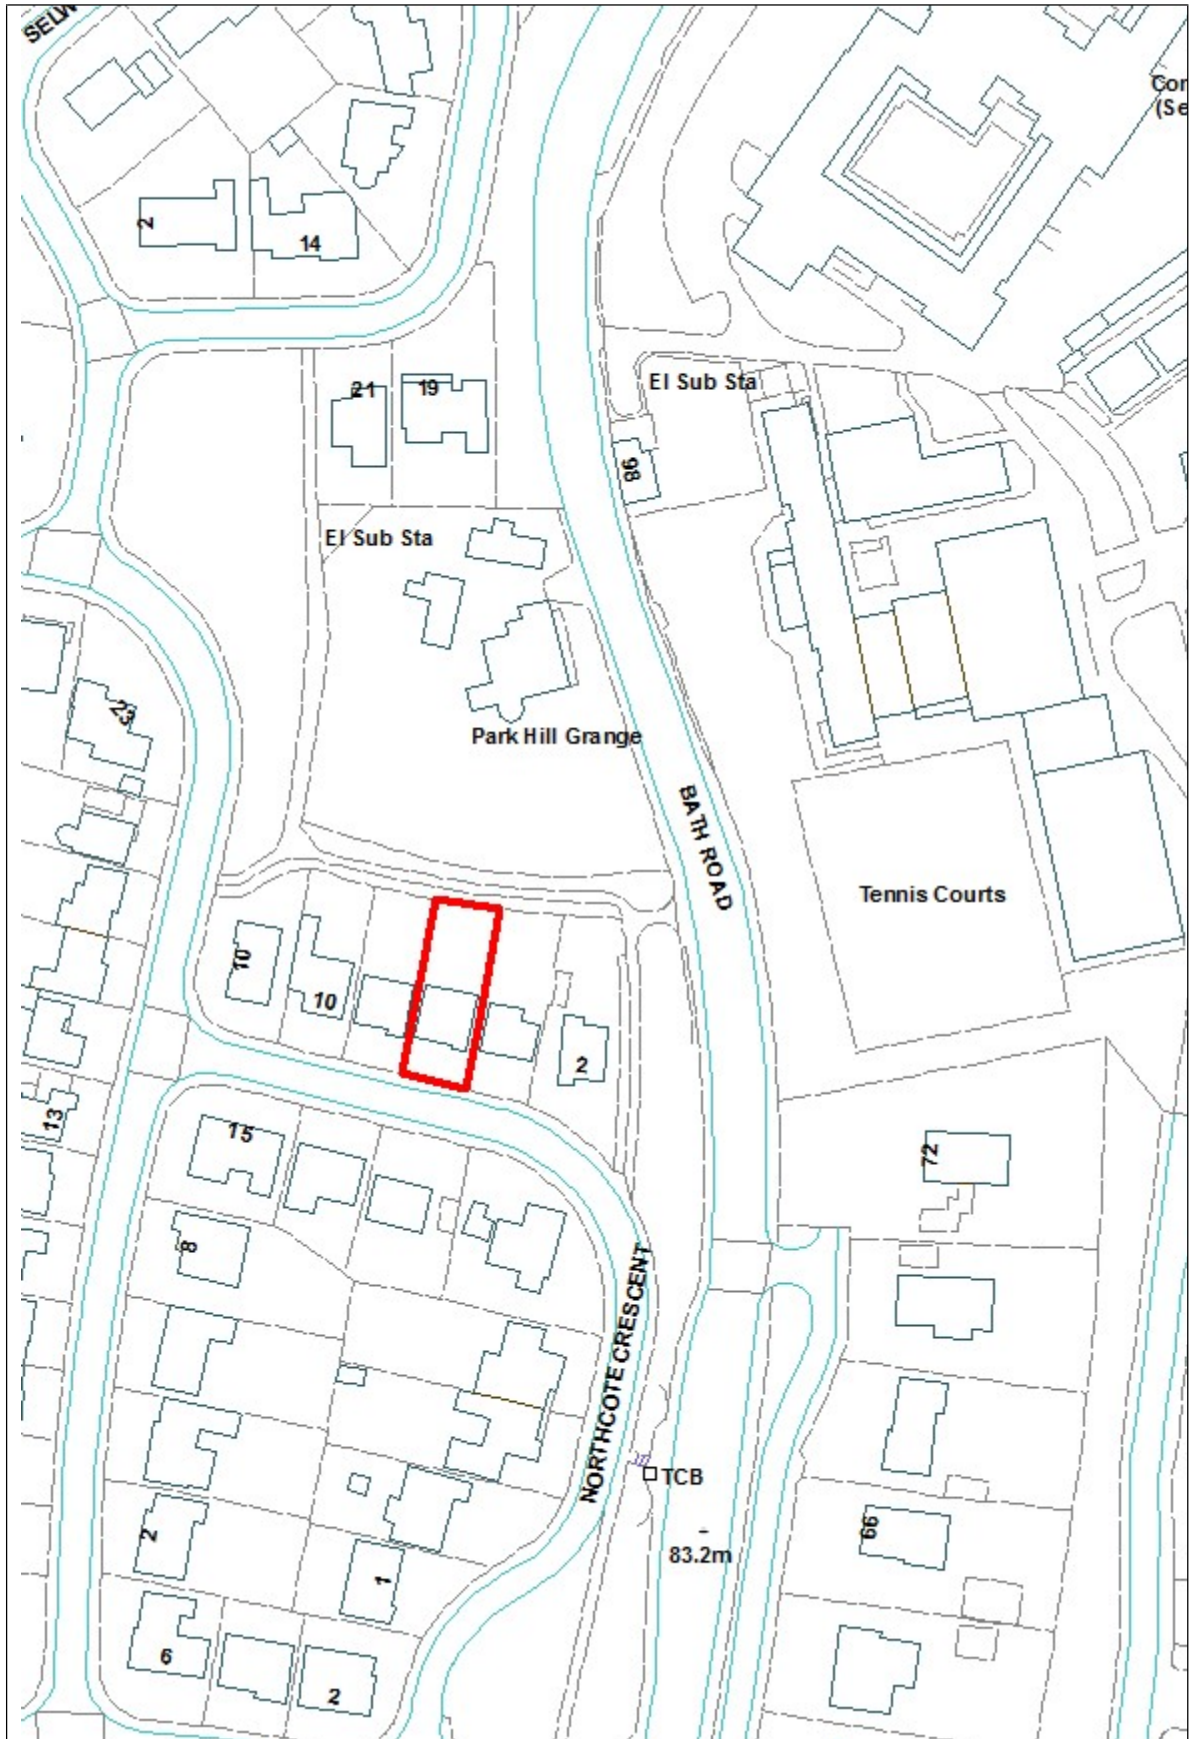 SELW
Cor
(Se
2
14
21
19
El Sub Sta
98
El Sub Sta
23
Park Hill Grange
BATH ROAD
Tennis Courts
10
10
2
13
15
72
8
NORTHCOTE CRESCENT
TCB
2
66
83.2m
1
6
2